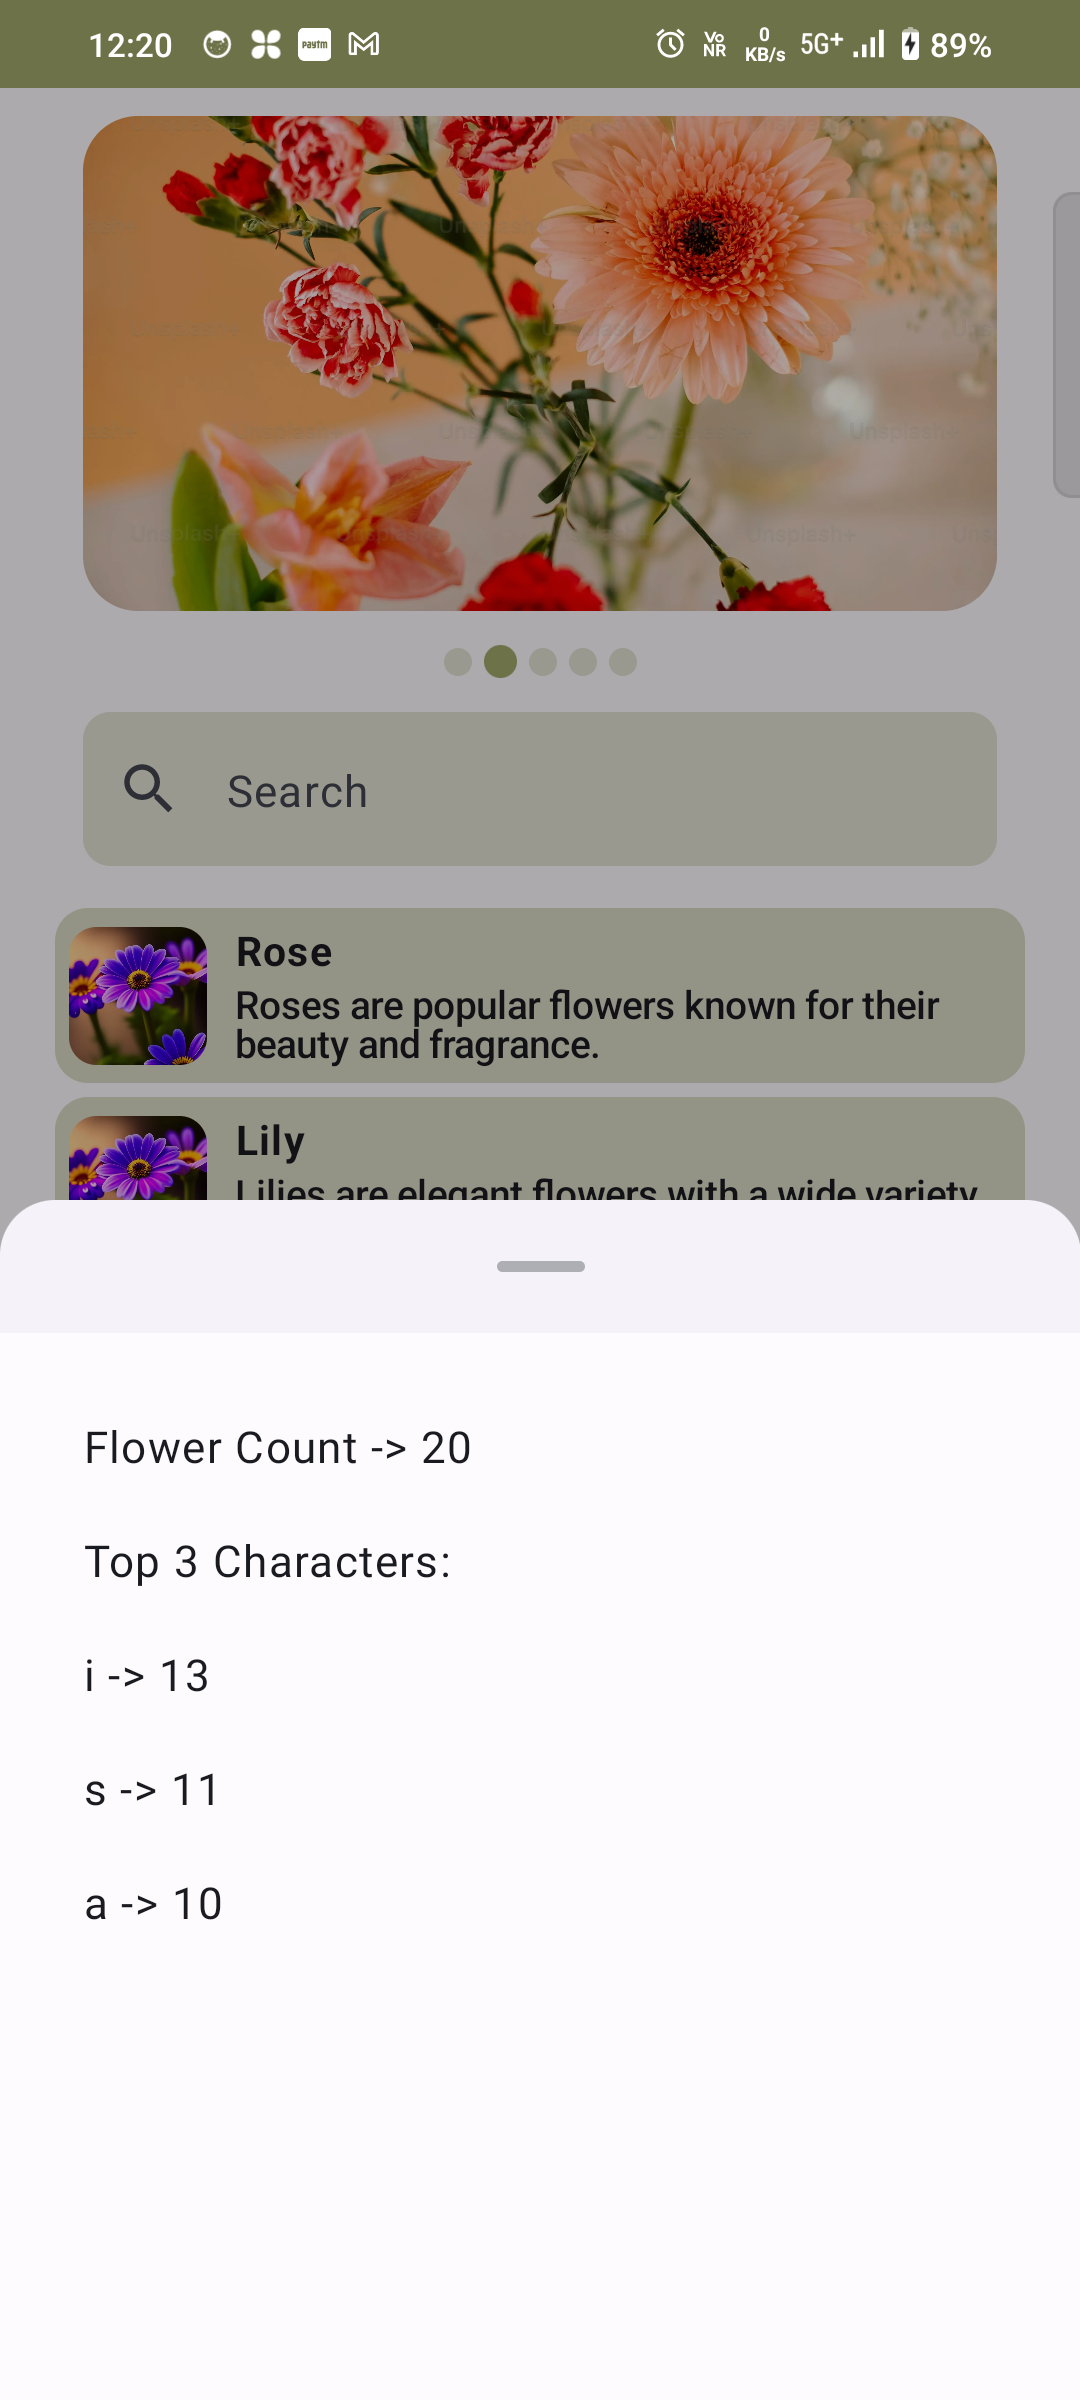 12:20
paytm
Vo
NR
0
KB/s
5G+
89%
Unsplash+
Search
Rose
Roses are popular flowers known for their
beauty and fragrance.
Lily
Lilies are elegant flowers with a wide variety
Flower Count -> 20
Top 3 Characters:
i -> 13
s -> 11
a -> 10